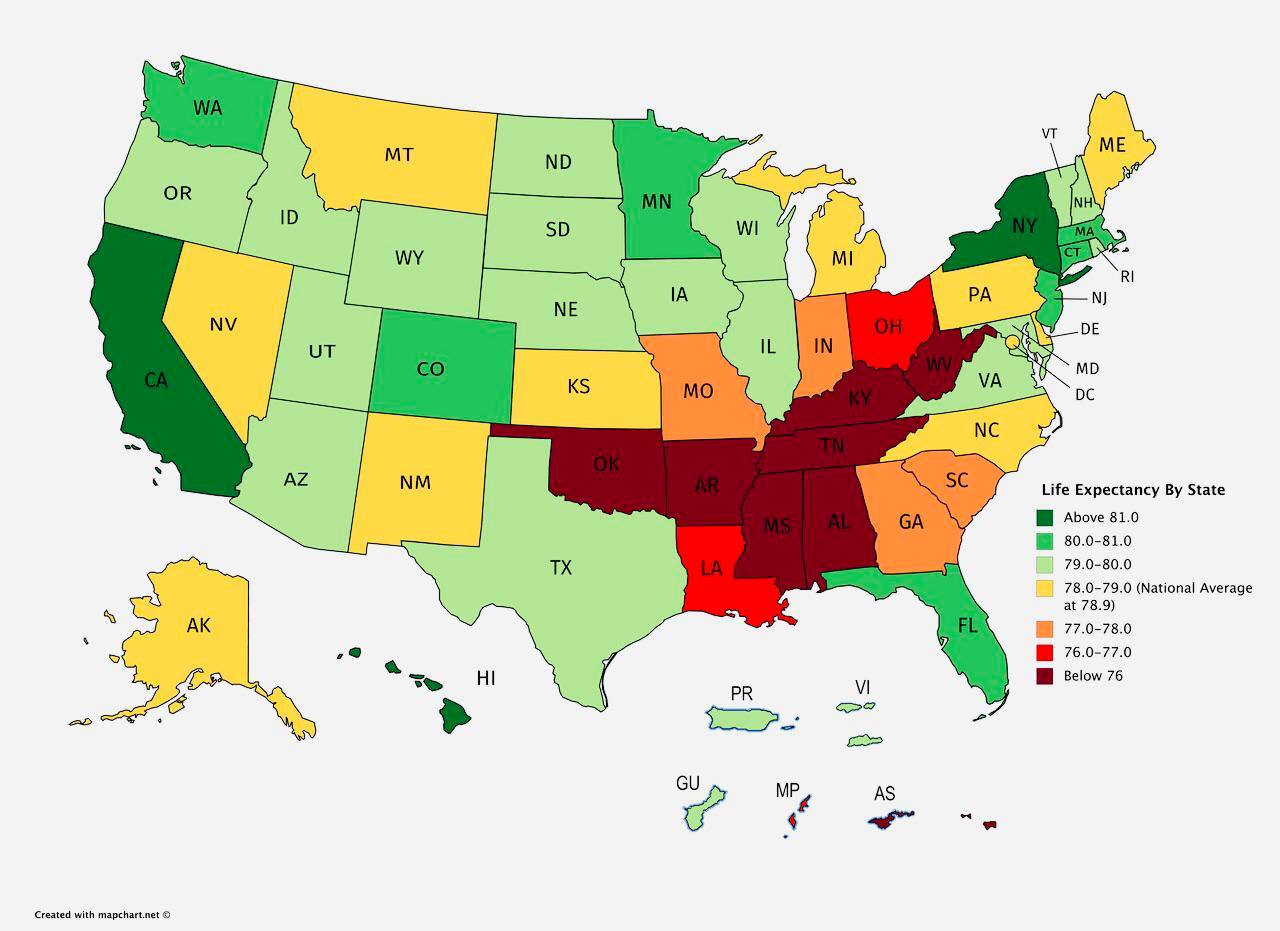 WA
MT
ND
MN
VT
ME
OR
ID
SD
WI
NH
NY
MA
WY
MI
CT
RI
IA
PA
NJ
NV
NE
OH
DE
UT
IL
IN
CO
WV
MD
CA
VA
DC
KS
MO
KY
NC
TN
OK
AZ
NM
AR
SC
MS
AL
GA
TX
LA
FL
AK
HI
Life Expectancy By State
Above 81.0
80.0-81.0
79.0-80.0
78.0-79.0 (National Average
at 78.9)
77.0-78.0
76.0-77.0
Below 76
PR
VI
GU
MP
AS
Created with mapchart.net ©